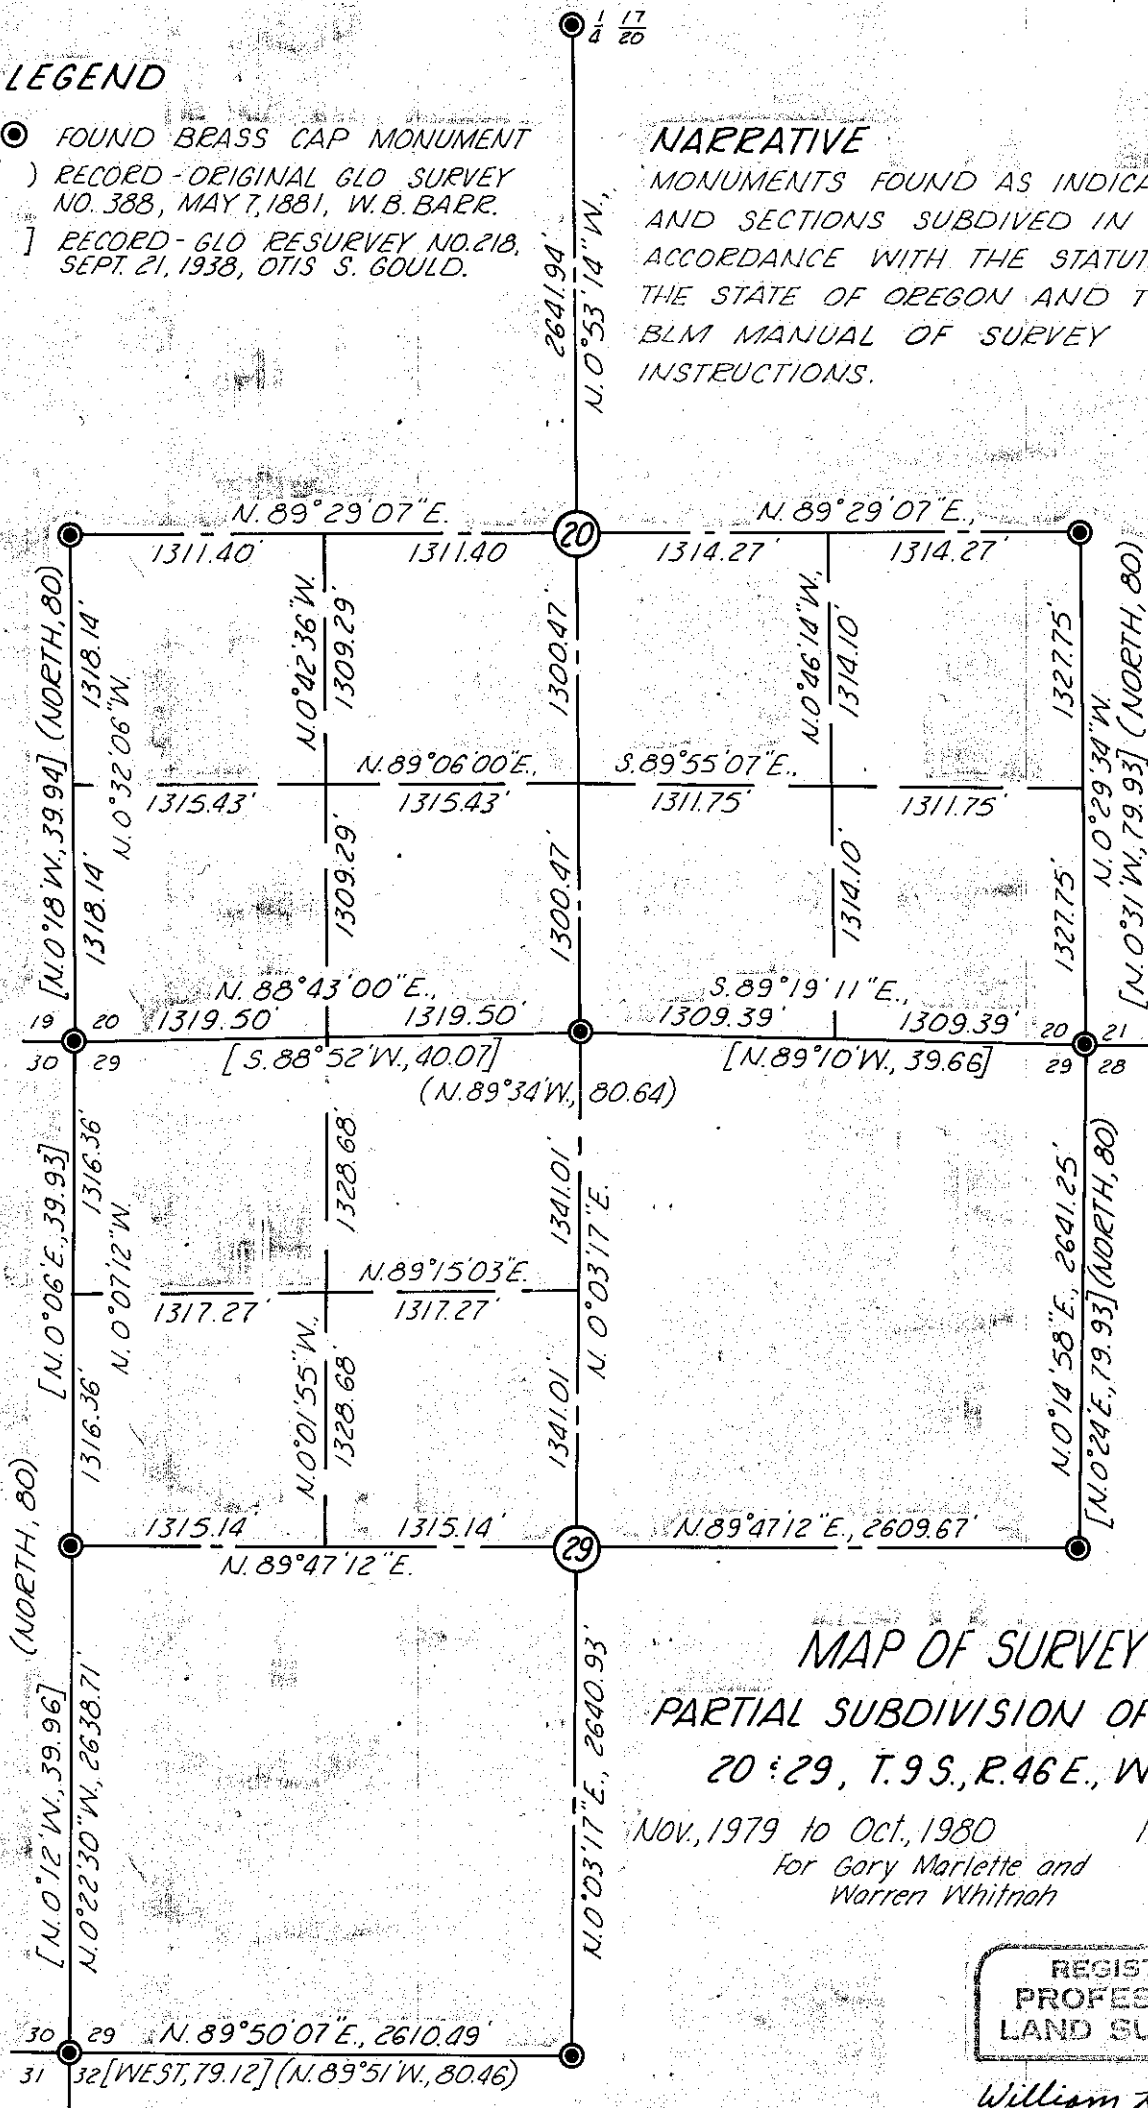 1/4 17/20
LEGEND
FOUND BRASS CAP MONUMENT
) RECORD - ORIGINAL GLO SURVEY
NO. 388, MAY 7, 1881, W.B. BARR.
] RECORD - GLO RESURVEY NO. 218,
SEPT. 21, 1938, OTIS S. GOULD.
NARRATIVE
MONUMENTS FOUND AS INDICA
AND SECTIONS SUBDIVED IN
ACCORDANCE WITH THE STATUT
THE STATE OF OREGON AND T
BLM MANUAL OF SURVEY
INSTRUCTIONS.
2641.94'
N.0°53'14"W.,
N.89°29'07"E.
1311.40'
1311.40
20
N.89°29'07"E.,
1314.27'
1314.27'
[N.0°18'W.,39.94] (NORTH,80)
1318.14'
N.0°32'06"W.
1318.14'
N.0°42'36"W.
1309.29'
1300.47'
N.0°46'14"W.,
1314.10'
1327.75'
N.0°29'34"W.
[N.0°31'W.,79.93] (NORTH,80)
N.89°06'00"E.,
1315.43'
1315.43'
S.89°55'07"E.,
1311.75'
1311.75'
1309.29'
1300.47'
1314.10'
1327.75'
N.88°43'00"E.,
1319.50'
1319.50'
S.89°19'11"E.,
1309.39'
1309.39'
19 20
30 29
20 21
29 28
[S.88°52'W.,40.07]
[N.89°10'W., 39.66]
(N.89°34'W., 80.64)
[N.0°06'E.,39.93]
1316.36'
N.0°07'12"W.
1316.36'
1328.68'
1341.01'
N.0°03'17"E.
N.89°15'03"E.
1317.27'
1317.27'
N.0°01'55"W.,
1328.68'
1341.01'
N.0°14'58"E., 2641.25'
[N.0°24'E.,79.93](NORTH,80)
1315.14'
1315.14'
N.89°47'12"E.
29
N.89°47'12"E., 2609.67'
(NORTH,80)
[N.0°12'W.,39.96]
N.0°22'30"W., 2638.71'
N.0°03'17"E., 2640.93'
MAP OF SURVEY
PARTIAL SUBDIVISION OF
20 & 29, T.9S., R.46E., W
Nov., 1979 to Oct., 1980
For Gary Marlette and
Warren Whitnah
REGIST
PROFES
LAND SU
William
30 29
31 32
N.89°50'07"E., 2610.49'
[WEST,79.12](N.89°51'W.,80.46)